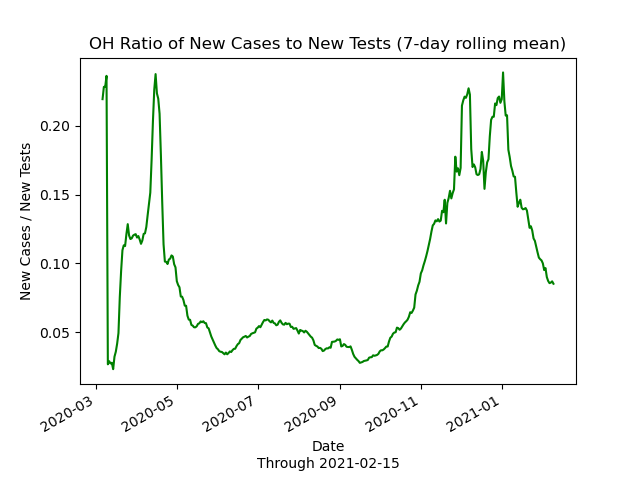 OH Ratio of New Cases to New Tests (7-day rolling mean)
New Cases / New Tests
0.20
0.15
0.10
0.05
2020-03
2020-05
2020-07
2020-09
2020-11
2021-01
Date
Through 2021-02-15